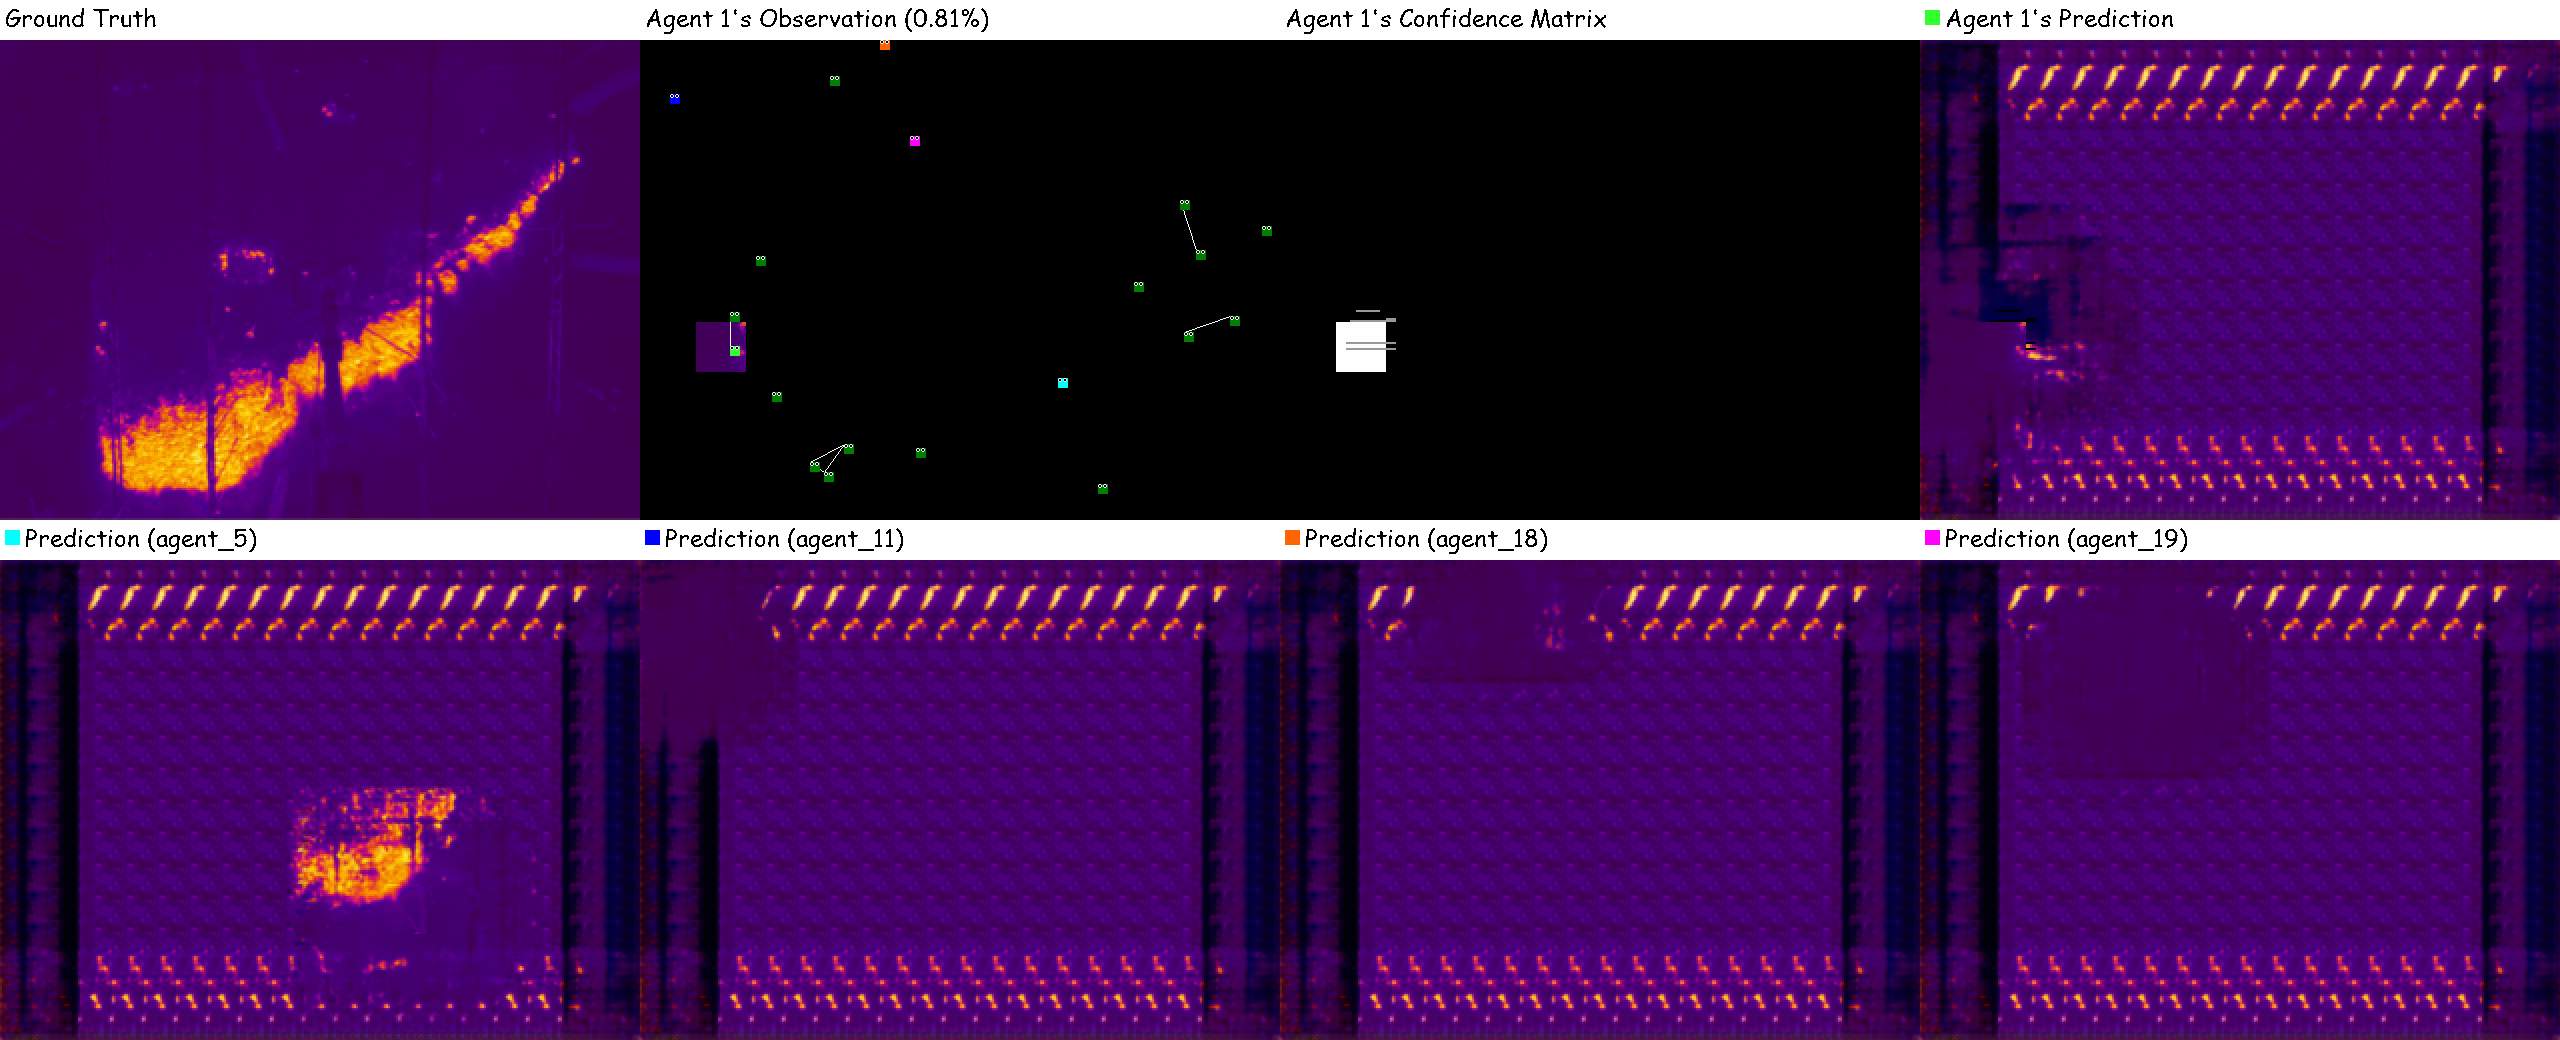 Ground Truth
Agent 1's Observation (0.81%)
Agent 1's Confidence Matrix
Agent 1's Prediction
Prediction (agent_5)
Prediction (agent_11)
Prediction (agent_18)
Prediction (agent_19)